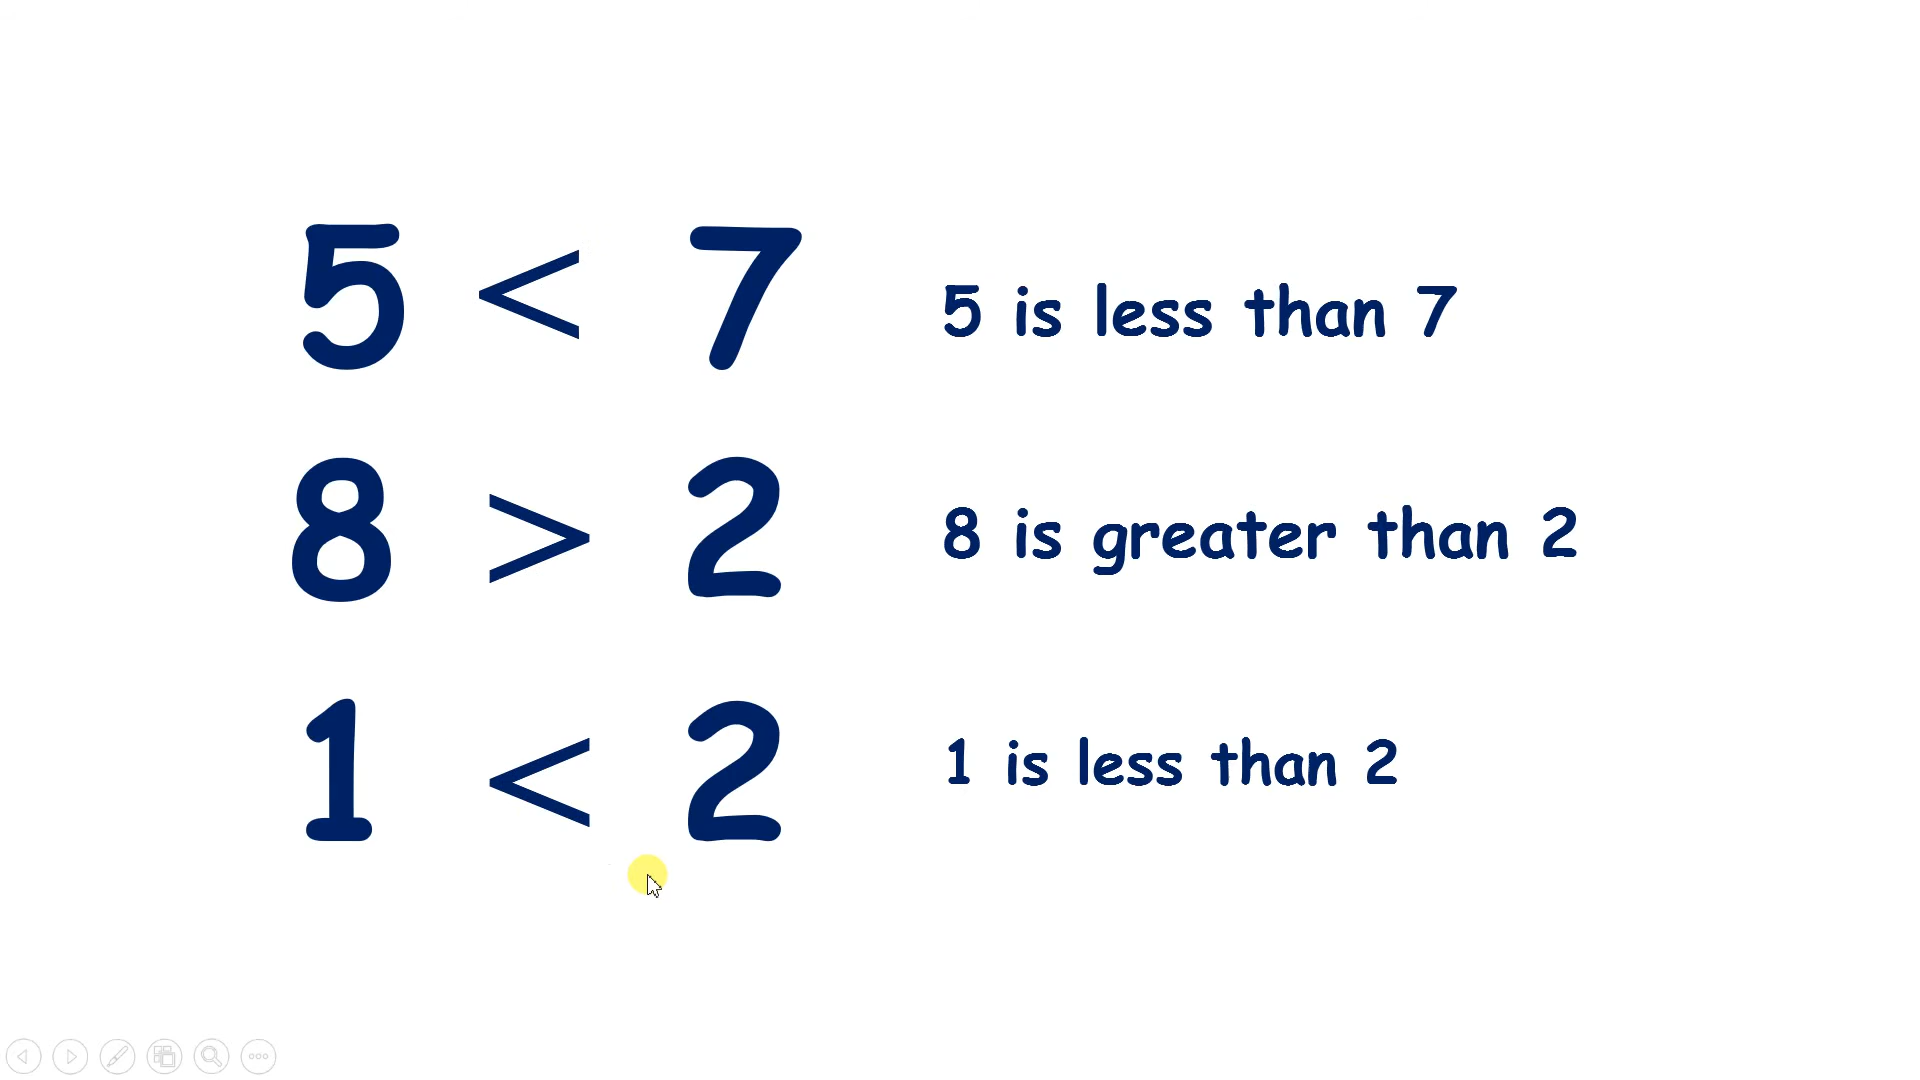 5 < 7 5 is less than 7
8 > 2 8 is greater than 2
1 < 2 1 is less than 2